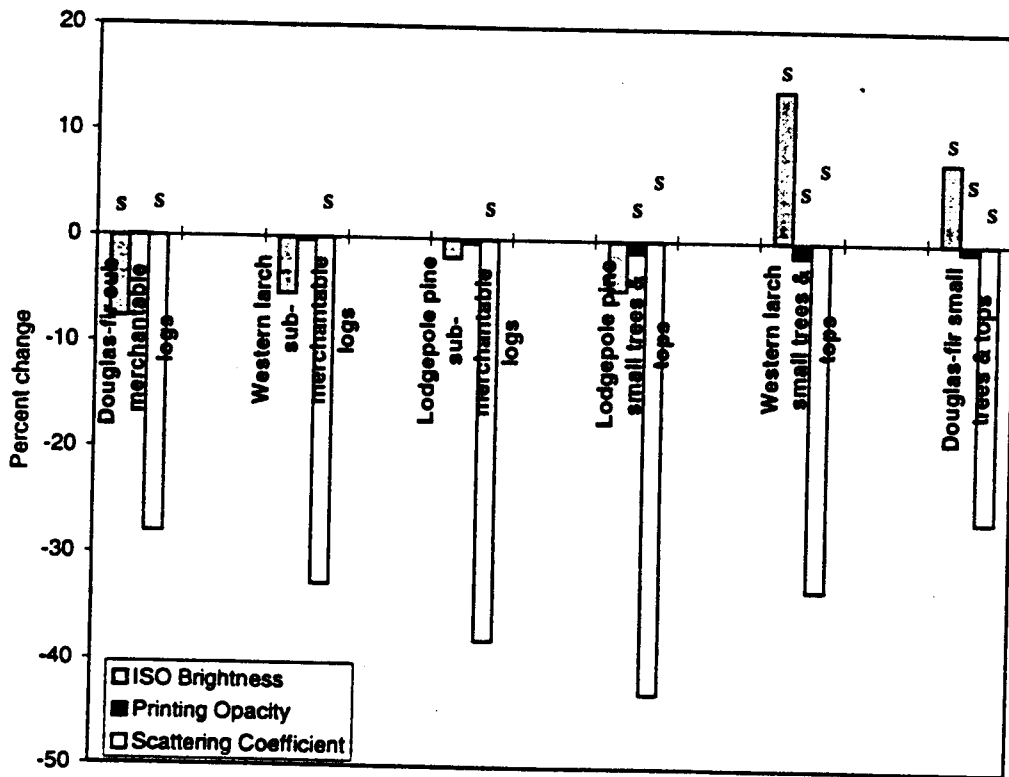 20
10
0
-10
-20
-30
-40
-50
Percent change
S
S
S
S
S
S
S
S
S
S
S
S
S
Douglas-fir sub
merchantable
logs
Western larch
sub-
merchantable
logs
Lodgepole pine
sub-
merchantable
logs
Lodgepole pine
small trees &
tops
Western larch
small trees &
tops
Douglas-fir small
trees & tops
ISO Brightness
Printing Opacity
Scattering Coefficient